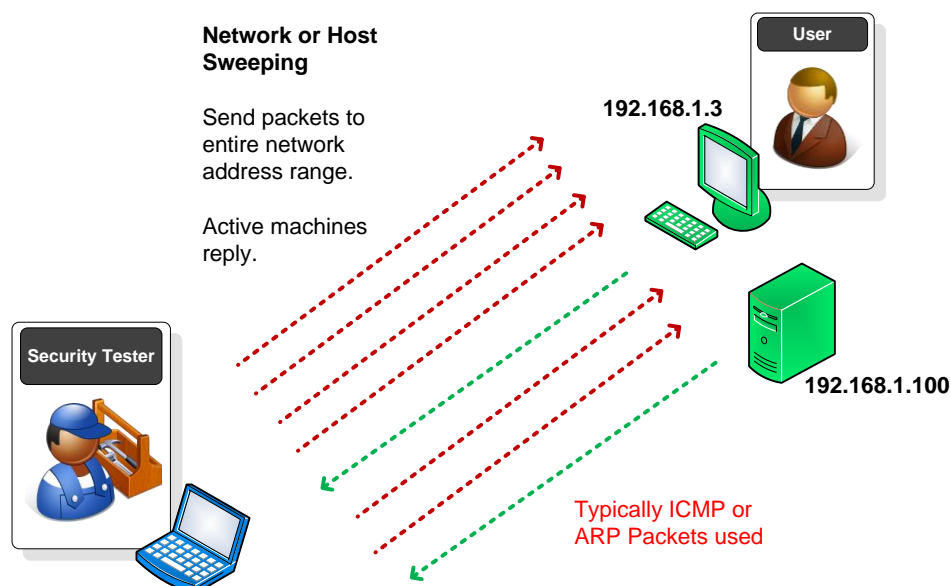 Network or Host
Sweeping
Send packets to
entire network
address range.
Active machines
reply.
User
192.168.1.3
192.168.1.100
Security Tester
Typically ICMP or
ARP Packets used